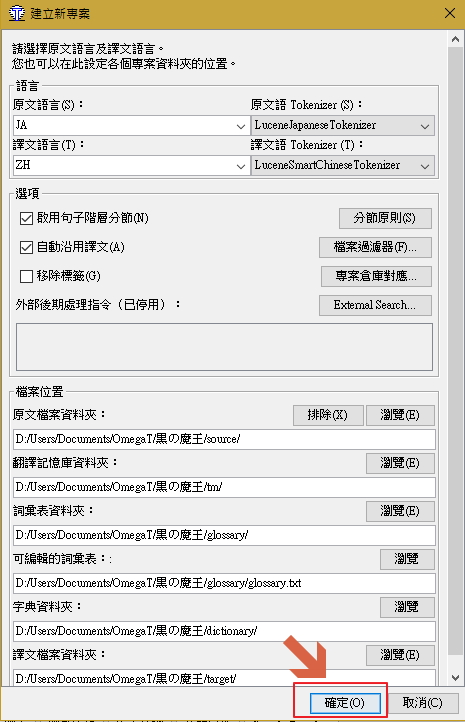 建立新專案
請選擇原文語言及譯文語言。
您也可以在此設定各個專案資料夾的位置。
語言
原文語言(S)： 原文語 Tokenizer (S)：
JA LuceneJapaneseTokenizer
譯文語言(T)： 譯文語 Tokenizer (T)：
ZH LuceneSmartChineseTokenizer
選項
啟用句子階層分節(N) 分節原則(S)
自動沿用譯文(A) 檔案過濾器(F)...
移除標籤(G) 專案倉庫對應...
外部後期處理指令（已停用）： External Search...
檔案位置
原文檔案資料夾： 排除(X) 瀏覽(E)
D:/Users/Documents/OmegaT/黒の魔王/source/
翻譯記憶庫資料夾： 瀏覽(E)
D:/Users/Documents/OmegaT/黒の魔王/tm/
詞彙表資料夾： 瀏覽(E)
D:/Users/Documents/OmegaT/黒の魔王/glossary/
可編輯的詞彙表：: 瀏覽
D:/Users/Documents/OmegaT/黒の魔王/glossary/glossary.txt
字典資料夾： 瀏覽
D:/Users/Documents/OmegaT/黒の魔王/dictionary/
譯文檔案資料夾： 瀏覽(E)
D:/Users/Documents/OmegaT/黒の魔王/target/
確定(O) 取消(C)